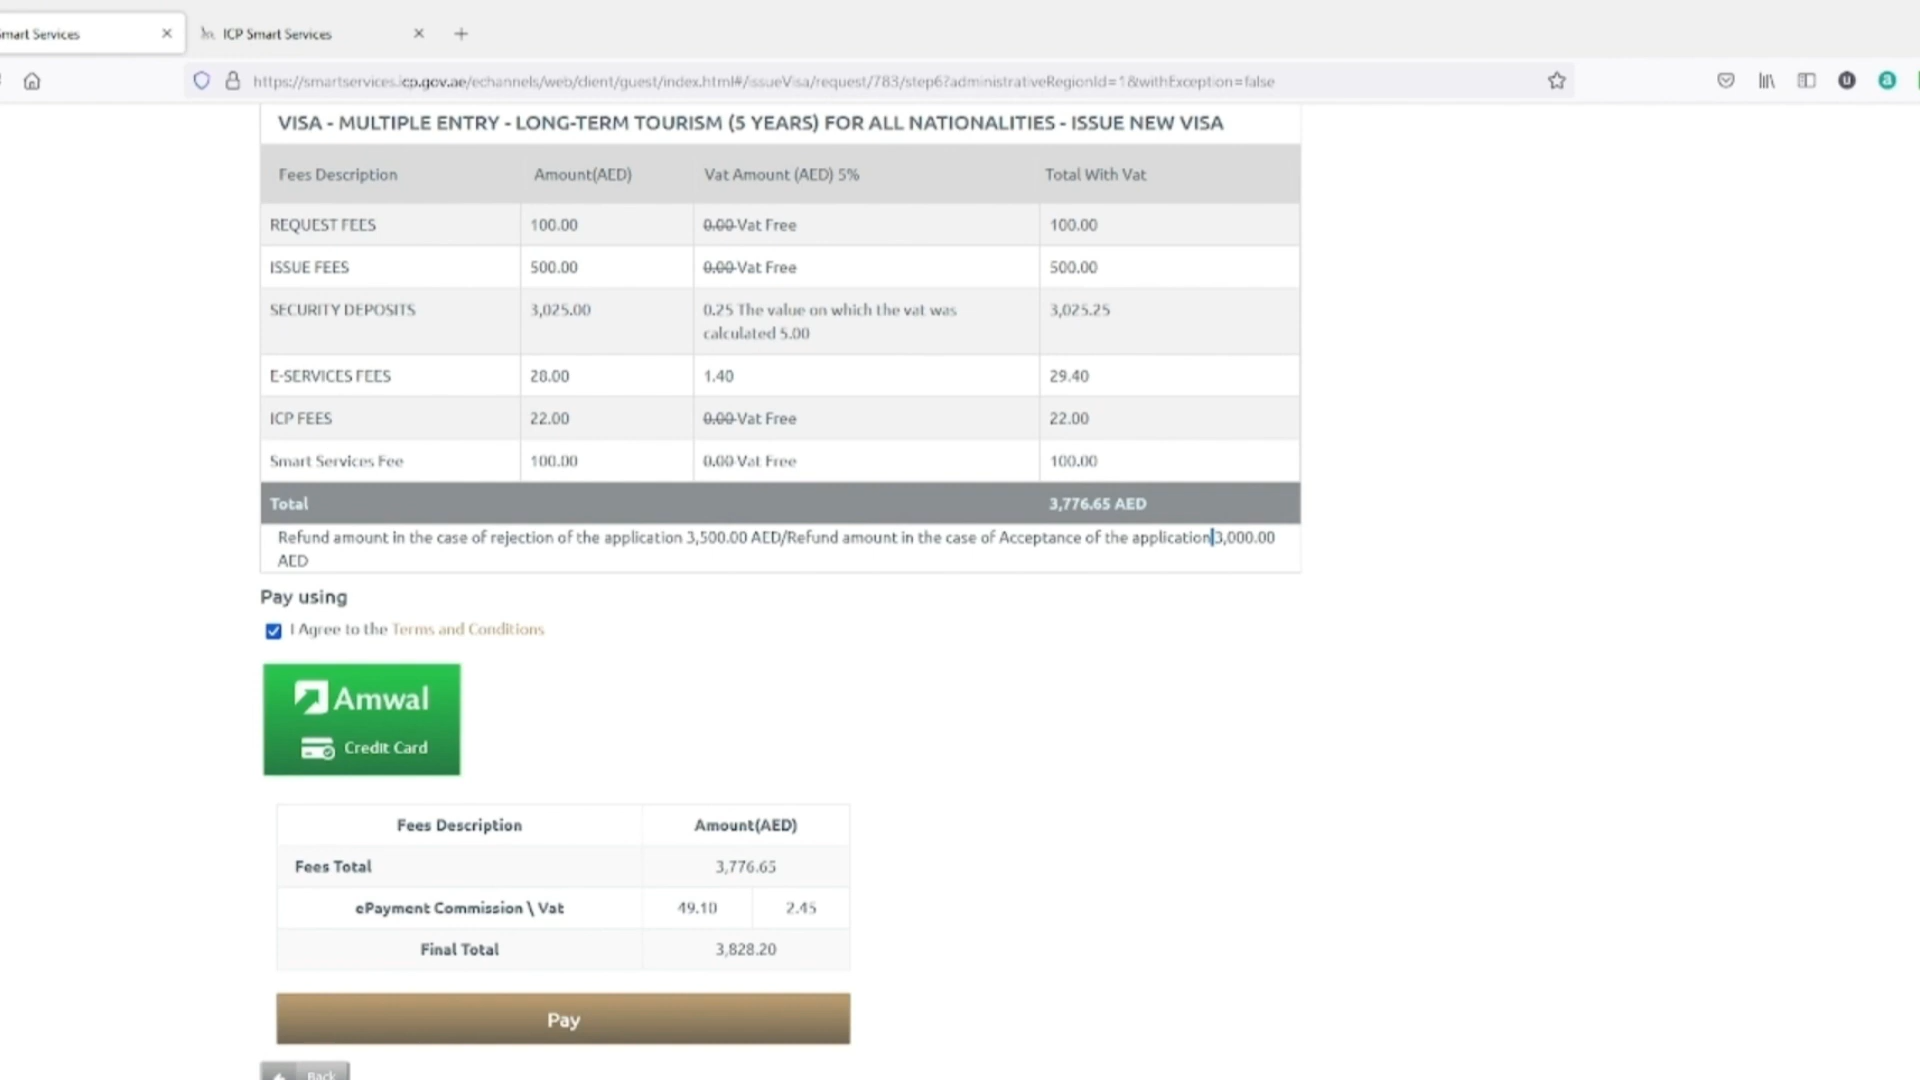 Smart Services
ICP Smart Services
https://smartservices.icp.gov.ae/echannels/web/client/guest/index.html#/issueVisa/request/783/step6?administrativeRegionId=1&withException=false
VISA - MULTIPLE ENTRY - LONG-TERM TOURISM (5 YEARS) FOR ALL NATIONALITIES - ISSUE NEW VISA
Fees Description Amount(AED) Vat Amount (AED) 5% Total With Vat
REQUEST FEES 100.00 0.00 Vat Free 100.00
ISSUE FEES 500.00 0.00 Vat Free 500.00
SECURITY DEPOSITS 3,025.00 0.25 The value on which the vat was calculated 5.00 3,025.25
E-SERVICES FEES 28.00 1.40 29.40
ICP FEES 22.00 0.00 Vat Free 22.00
Smart Services Fee 100.00 0.00 Vat Free 100.00
Total 3,776.65 AED
Refund amount in the case of rejection of the application 3,500.00 AED/Refund amount in the case of Acceptance of the application 3,000.00
AED
Pay using
I Agree to the Terms and Conditions
Amwal
Credit Card
Fees Description Amount(AED)
Fees Total 3,776.65
ePayment Commission \ Vat 49.10 2.45
Final Total 3,828.20
Pay
Back